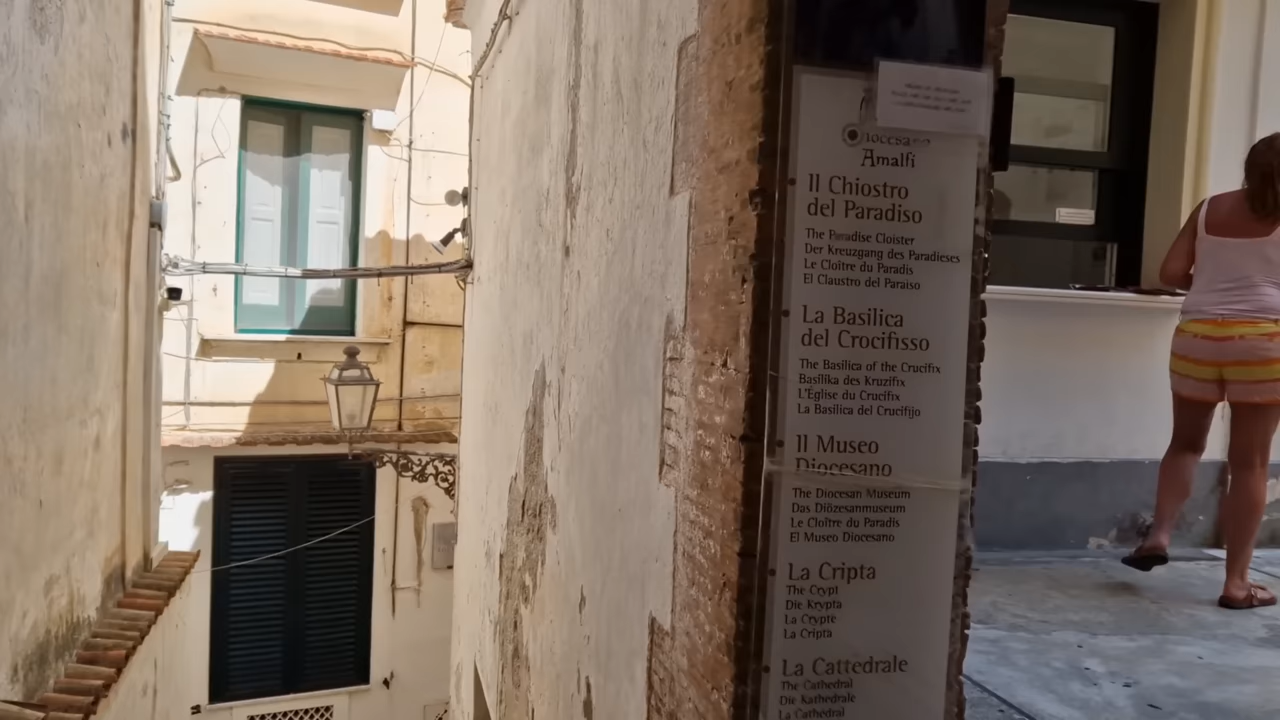 Amalfi
Il Chiostro
del Paradiso
The Paradise Cloister
Der Kreuzgang des Paradieses
Le Cloître du Paradis
El Claustro del Paraiso
La Basilica
del Crocifisso
The Basilica of the Crucifix
Basilika des Kruzifix
L'Église du Crucifix
La Basilica del Crucifijo
Il Museo
Diocesano
The Diocesan Museum
Das Diözesanmuseum
Le Cloître du Paradis
El Museo Diocesano
La Cripta
The Crypt
Die Krypta
La Crypte
La Cripta
La Cattedrale
The Cathedral
Die Kathedrale
La Cathedral